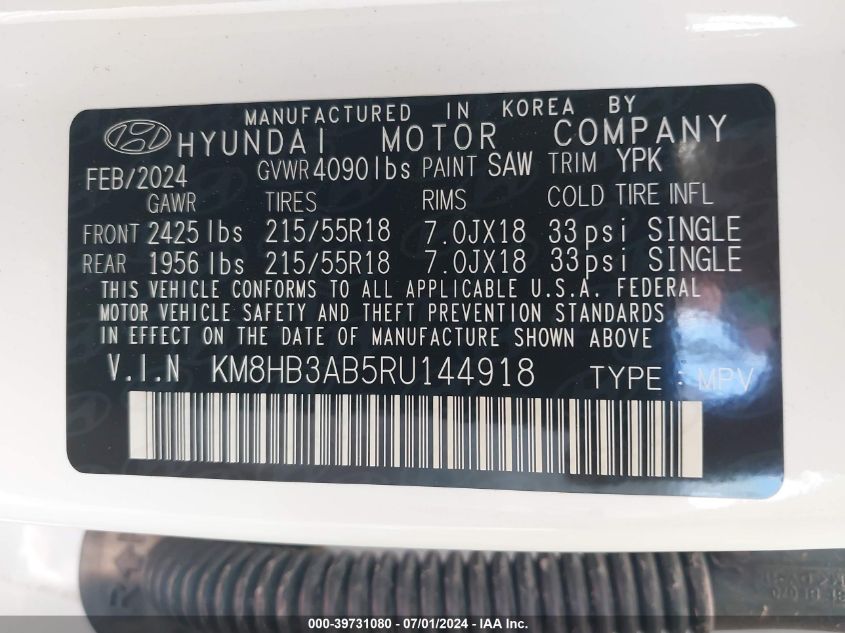 MANUFACTURED IN KOREA BY
HYUNDAI MOTOR COMPANY
FEB/2024 GVWR 4090 lbs PAINT SAW TRIM YPK
GAWR TIRES RIMS COLD TIRE INFL
FRONT 2425 lbs 215/55R18 7.0JX18 33 psi SINGLE
REAR 1956 lbs 215/55R18 7.0JX18 33 psi SINGLE
THIS VEHICLE CONFORMS TO ALL APPLICABLE U.S.A. FEDERAL
MOTOR VEHICLE SAFETY AND THEFT PREVENTION STANDARDS
IN EFFECT ON THE DATE OF MANUFACTURE SHOWN ABOVE
V.I.N KM8HB3AB5RU144918 TYPE : MPV
000-39731080 - 07/01/2024 - IAA Inc.